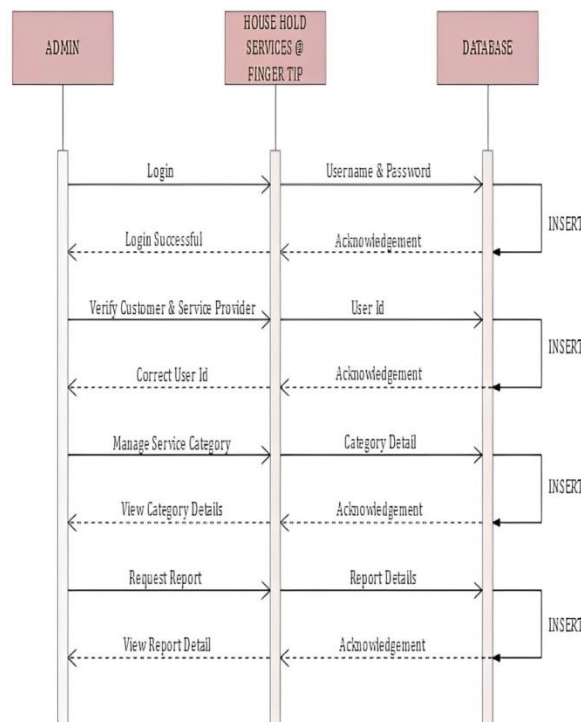 ADMIN
HOUSE HOLD
SERVICES @
FINGER TIP
DATABASE
Login
Username & Password
INSERT
Login Successful
Acknowledgement
Verify Customer & Service Provider
User Id
INSERT
Correct User Id
Acknowledgement
Manage Service Category
Category Detail
INSERT
View Category Details
Acknowledgement
Request Report
Report Details
INSERT
View Report Detail
Acknowledgement